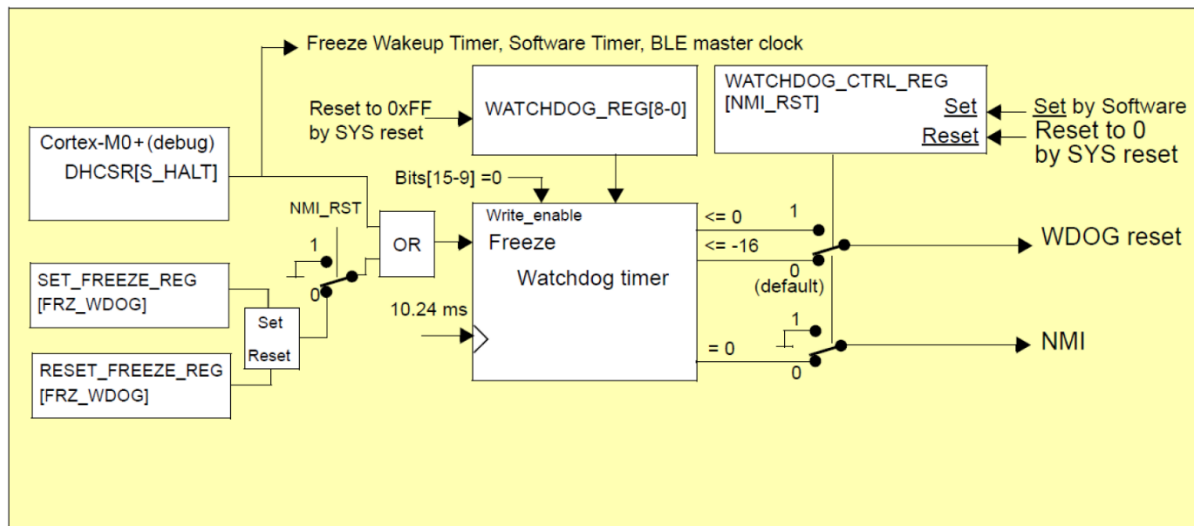 Freeze Wakeup Timer, Software Timer, BLE master clock
WATCHDOG_CTRL_REG
[NMI_RST]
Set
Reset
Set by Software
Reset to 0
by SYS reset
Reset to 0xFF
by SYS reset
WATCHDOG_REG[8-0]
Cortex-M0+(debug)
DHCSR[S_HALT]
Bits[15-9] =0
NMI_RST
1
0
OR
Write_enable
Freeze
Watchdog timer
<= 0
<= -16
1
0
(default)
WDOG reset
SET_FREEZE_REG
[FRZ_WDOG]
Set
Reset
10.24 ms
= 0
1
0
NMI
RESET_FREEZE_REG
[FRZ_WDOG]